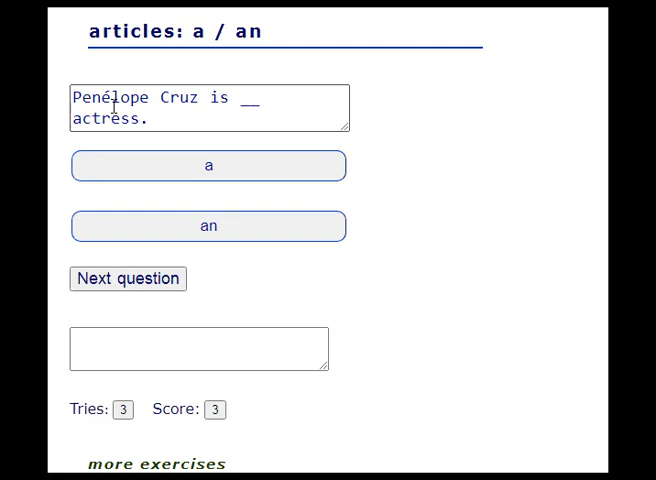 articles: a / an
Penélope Cruz is __
actress.
a
an
Next question
Tries: 3 Score: 3
more exercises